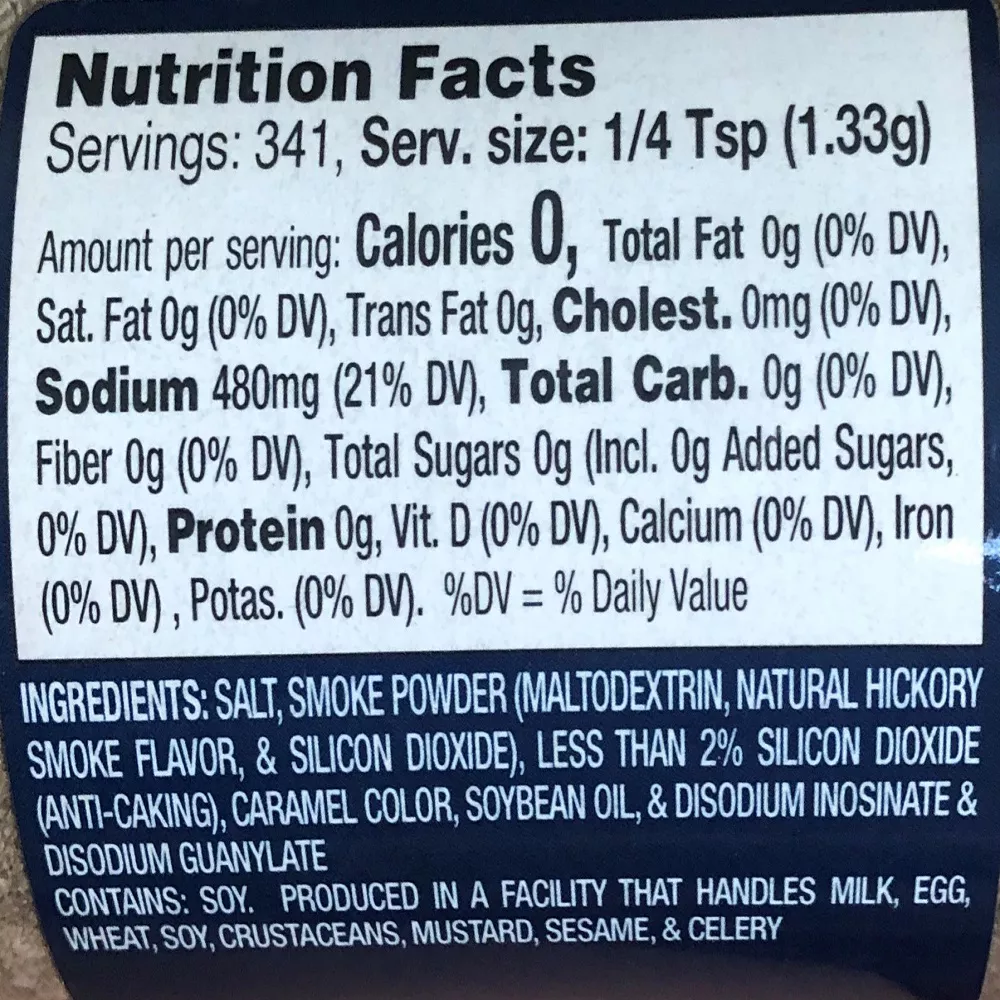 Nutrition Facts
Servings: 341, Serv. size: 1/4 Tsp (1.33g)
Amount per serving: Calories 0, Total Fat 0g (0% DV),
Sat. Fat 0g (0% DV), Trans Fat 0g, Cholest. 0mg (0% DV),
Sodium 480mg (21% DV), Total Carb. 0g (0% DV),
Fiber 0g (0% DV), Total Sugars 0g (Incl. 0g Added Sugars,
0% DV), Protein 0g, Vit. D (0% DV), Calcium (0% DV), Iron
(0% DV) , Potas. (0% DV). %DV = % Daily Value
INGREDIENTS: SALT, SMOKE POWDER (MALTODEXTRIN, NATURAL HICKORY
SMOKE FLAVOR, & SILICON DIOXIDE), LESS THAN 2% SILICON DIOXIDE
(ANTI-CAKING), CARAMEL COLOR, SOYBEAN OIL, & DISODIUM INOSINATE &
DISODIUM GUANYLATE
CONTAINS: SOY. PRODUCED IN A FACILITY THAT HANDLES MILK, EGG,
WHEAT, SOY, CRUSTACEANS, MUSTARD, SESAME, & CELERY